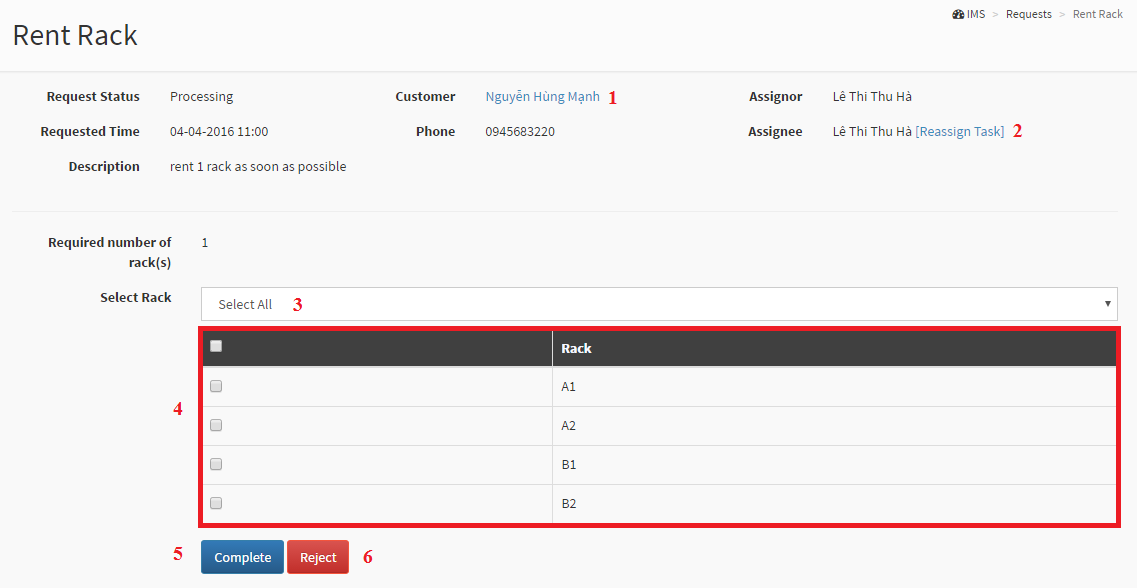 IMS > Requests > Rent Rack
Rent Rack
Request Status Processing Customer Nguyễn Hùng Mạnh 1 Assignor Lê Thi Thu Hà
Requested Time 04-04-2016 11:00 Phone 0945683220 Assignee Lê Thi Thu Hà [Reassign Task] 2
Description rent 1 rack as soon as possible
Required number of 1
rack(s)
Select Rack Select All 3
Rack
A1
4
A2
B1
B2
5 Complete Reject 6